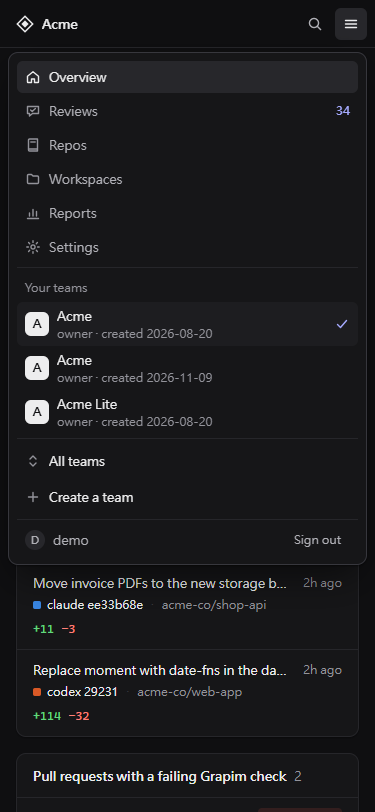 Acme
Overview
Reviews 34
Repos
Workspaces
Reports
Settings
Your teams
A Acme
owner · created 2026-08-20
A Acme
owner · created 2026-11-09
A Acme Lite
owner · created 2026-08-20
All teams
Create a team
D demo Sign out
Move invoice PDFs to the new storage b... 2h ago
claude ee33b68e · acme-co/shop-api
+11 −3
Replace moment with date-fns in the da... 2h ago
codex 29231 · acme-co/web-app
+114 −32
Pull requests with a failing Grapim check 2